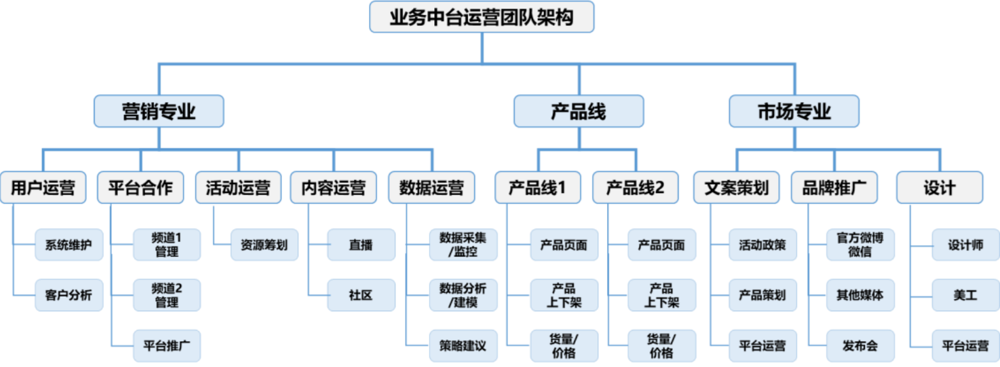 业务中台运营团队架构
营销专业
产品线
市场专业
用户运营
平台合作
活动运营
内容运营
数据运营
产品线1
产品线2
文案策划
品牌推广
设计
系统维护
频道1
管理
资源筹划
直播
数据采集
/监控
产品页面
产品页面
活动政策
官方微博
微信
设计师
客户分析
频道2
管理
社区
数据分析
/建模
产品
上下架
产品
上下架
产品策划
其他媒体
美工
平台推广
策略建议
货量/
价格
货量/
价格
平台运营
发布会
平台运营